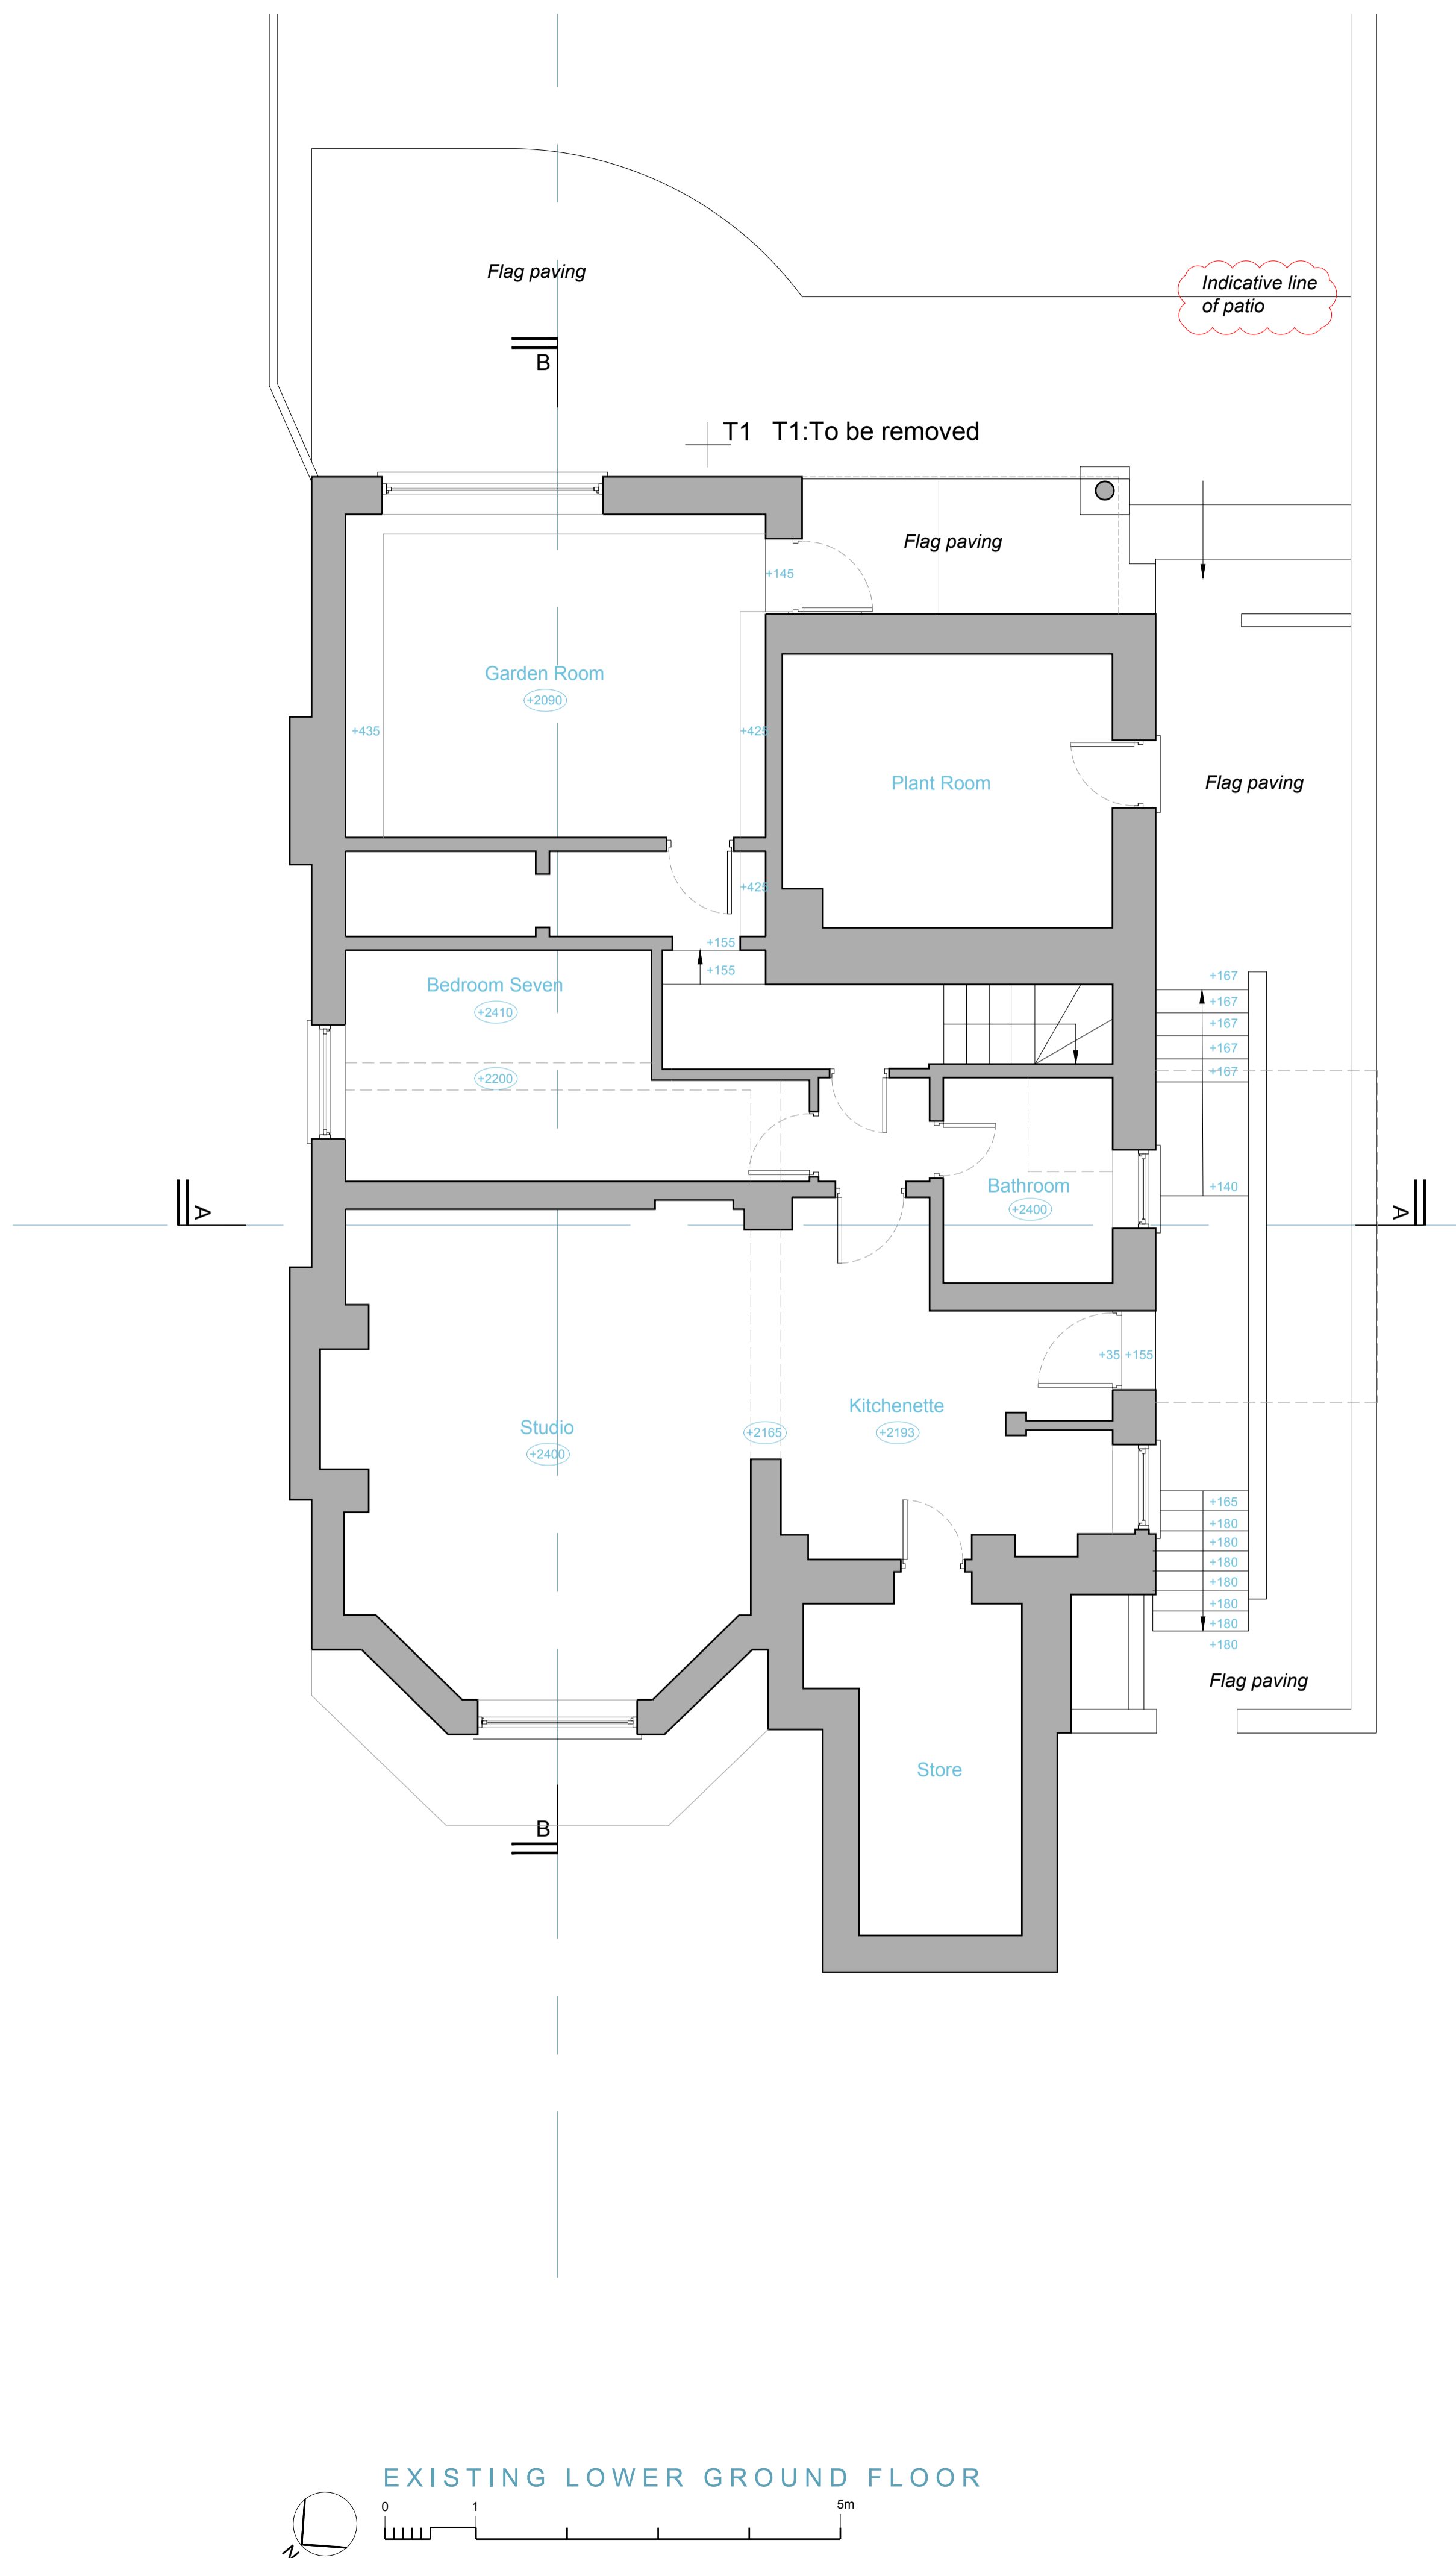 Flag paving
Indicative line
of patio
B
T1 T1:To be removed
Flag paving
+145
Garden Room
+2090
+435
+425
Plant Room
Flag paving
+425
+155
+155
Bedroom Seven
+2410
+2200
+167
+167
+167
+167
+167
Bathroom
+2400
+140
A
A
+35 +155
Kitchenette
+2193
Studio
+2400
+2165
+165
+180
+180
+180
+180
+180
+180
+180
Flag paving
Store
B
EXISTING LOWER GROUND FLOOR
0 1 5m
N